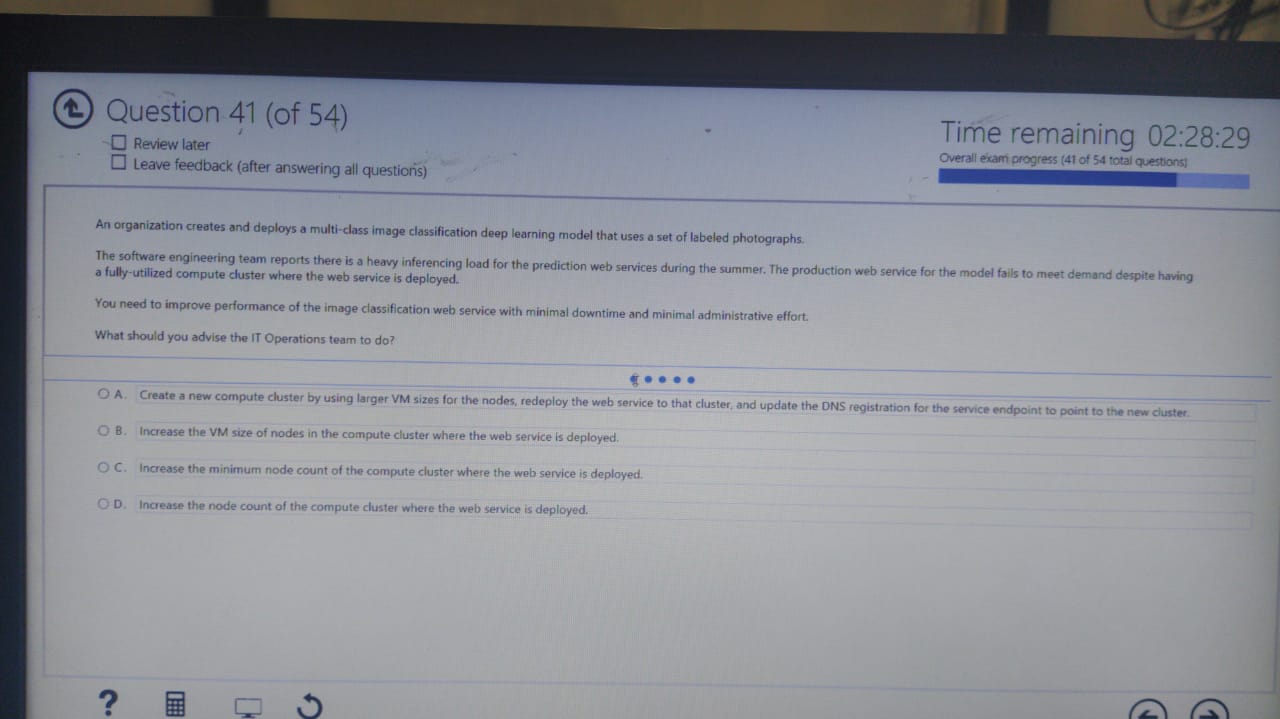 Question 41 (of 54)
Review later
Leave feedback (after answering all questions)
Time remaining 02:28:29
Overall exam progress (41 of 54 total questions)
An organization creates and deploys a multi-class image classification deep learning model that uses a set of labeled photographs.
The software engineering team reports there is a heavy inferencing load for the prediction web services during the summer. The production web service for the model fails to meet demand despite having
a fully-utilized compute cluster where the web service is deployed.
You need to improve performance of the image classification web service with minimal downtime and minimal administrative effort.
What should you advise the IT Operations team to do?
A. Create a new compute cluster by using larger VM sizes for the nodes, redeploy the web service to that cluster, and update the DNS registration for the service endpoint to point to the new cluster.
B. Increase the VM size of nodes in the compute cluster where the web service is deployed.
C. Increase the minimum node count of the compute cluster where the web service is deployed.
D. Increase the node count of the compute cluster where the web service is deployed.
?